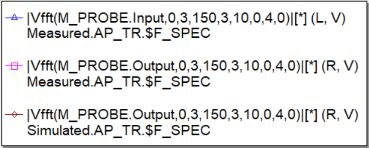 |Vfft(M_PROBE.Input,0,3,150,3,10,0,4,0)|[*] (L, V)
Measured.AP_TR.$F_SPEC
|Vfft(M_PROBE.Output,0,3,150,3,10,0,4,0)|[*] (R, V)
Measured.AP_TR.$F_SPEC
|Vfft(M_PROBE.Output,0,3,150,3,10,0,4,0)|[*] (R, V)
Simulated.AP_TR.$F_SPEC